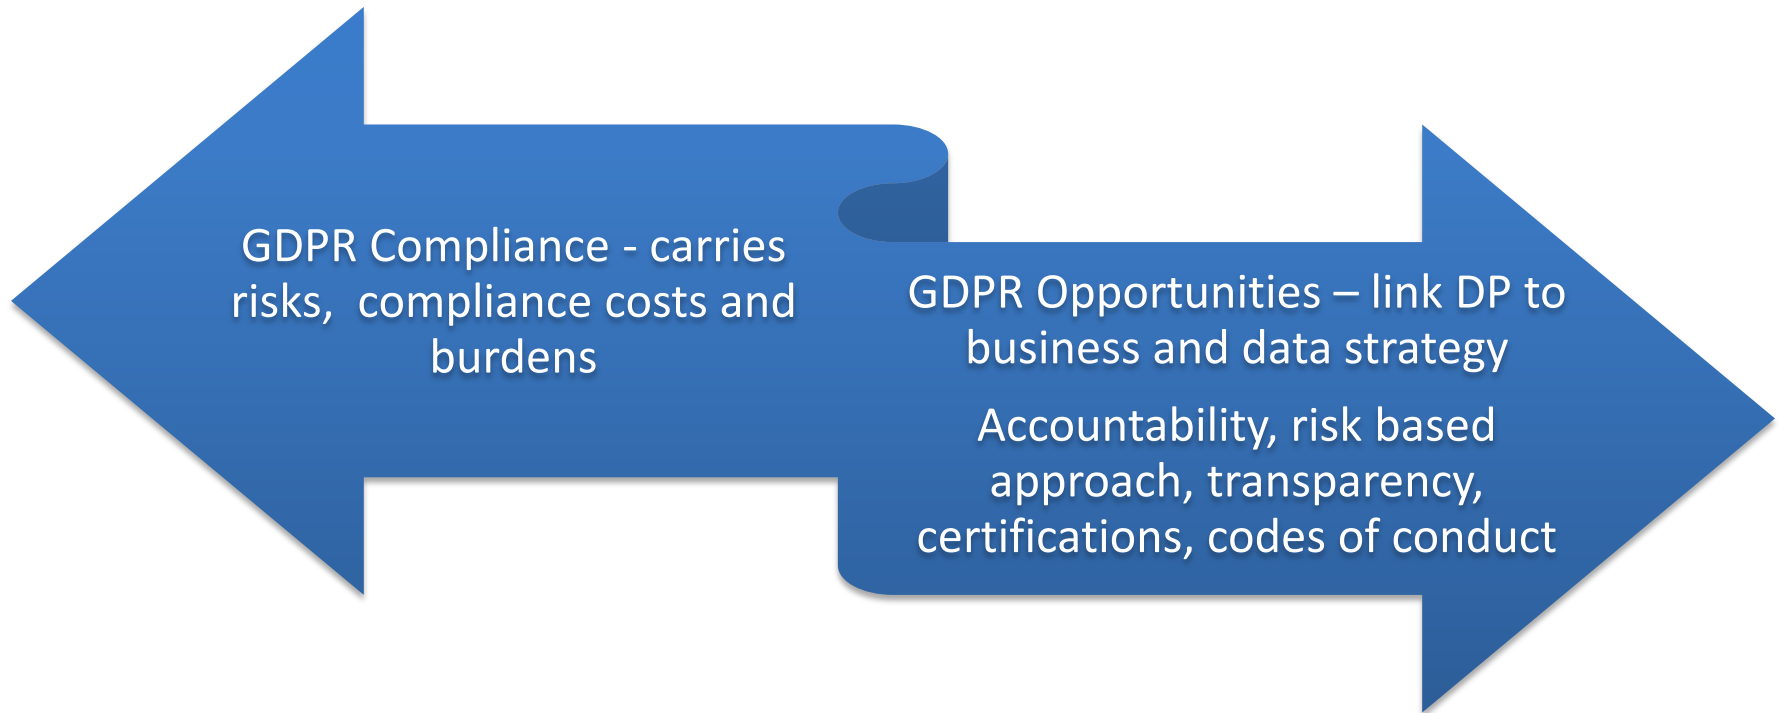 GDPR Compliance - carries
risks,  compliance costs and
burdens
GDPR Opportunities – link DP to
business and data strategy
Accountability, risk based
approach, transparency,
certifications, codes of conduct